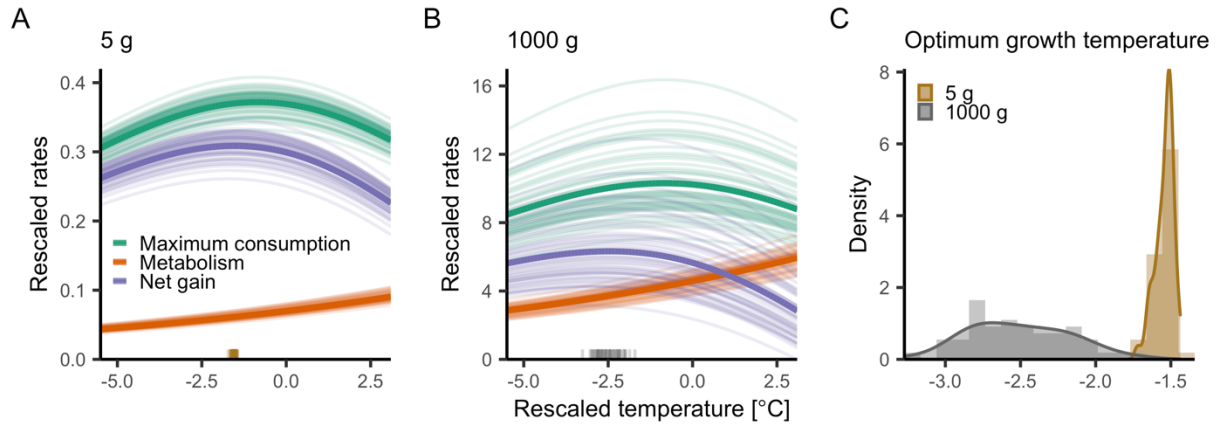 A
5 g
Rescaled rates
0.4
0.3
0.2
0.1
0.0
Maximum consumption
Metabolism
Net gain
-5.0
-2.5
0.0
2.5
B
1000 g
Rescaled rates
16
12
8
4
0
-5.0
-2.5
0.0
2.5
Rescaled temperature [°C]
C
Optimum growth temperature
Density
8
6
4
2
0
5 g
1000 g
-3.0
-2.5
-2.0
-1.5